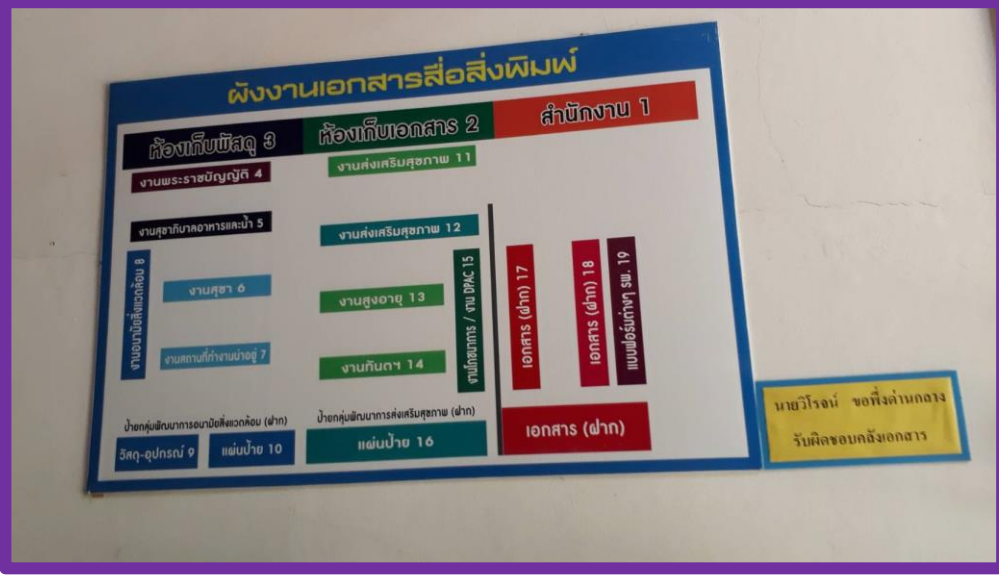 ผังงานเอกสารสื่อสิ่งพิมพ์
ห้องเก็บพัสดุ 3
ห้องเก็บเอกสาร 2
สำนักงาน 1
งานพระราชบัญญัติ 4
งานส่งเสริมสุขภาพ 11
งานสุขาภิบาลอาหารและน้ำ 5
งานส่งเสริมสุขภาพ 12
งานอนามัยสิ่งแวดล้อม 8
งานสุขา 6
งานสูงอายุ 13
งานโภชนาการ / งาน DPAC 15
เอกสาร (ฝาก) 17
เอกสาร (ฝาก) 18
แบบฟอร์มต่างๆ รพ. 19
งานสถานที่ทำงานน่าอยู่ 7
งานทันตฯ 14
ป้ายกลุ่มพัฒนาการอนามัยสิ่งแวดล้อม (ฝาก)
ป้ายกลุ่มพัฒนาการส่งเสริมสุขภาพ (ฝาก)
วัสดุ-อุปกรณ์ 9
แผ่นป้าย 10
แผ่นป้าย 16
เอกสาร (ฝาก)
นายวิโรจน์ ขอพึ่งด่านกลาง
รับผิดชอบคลังเอกสาร